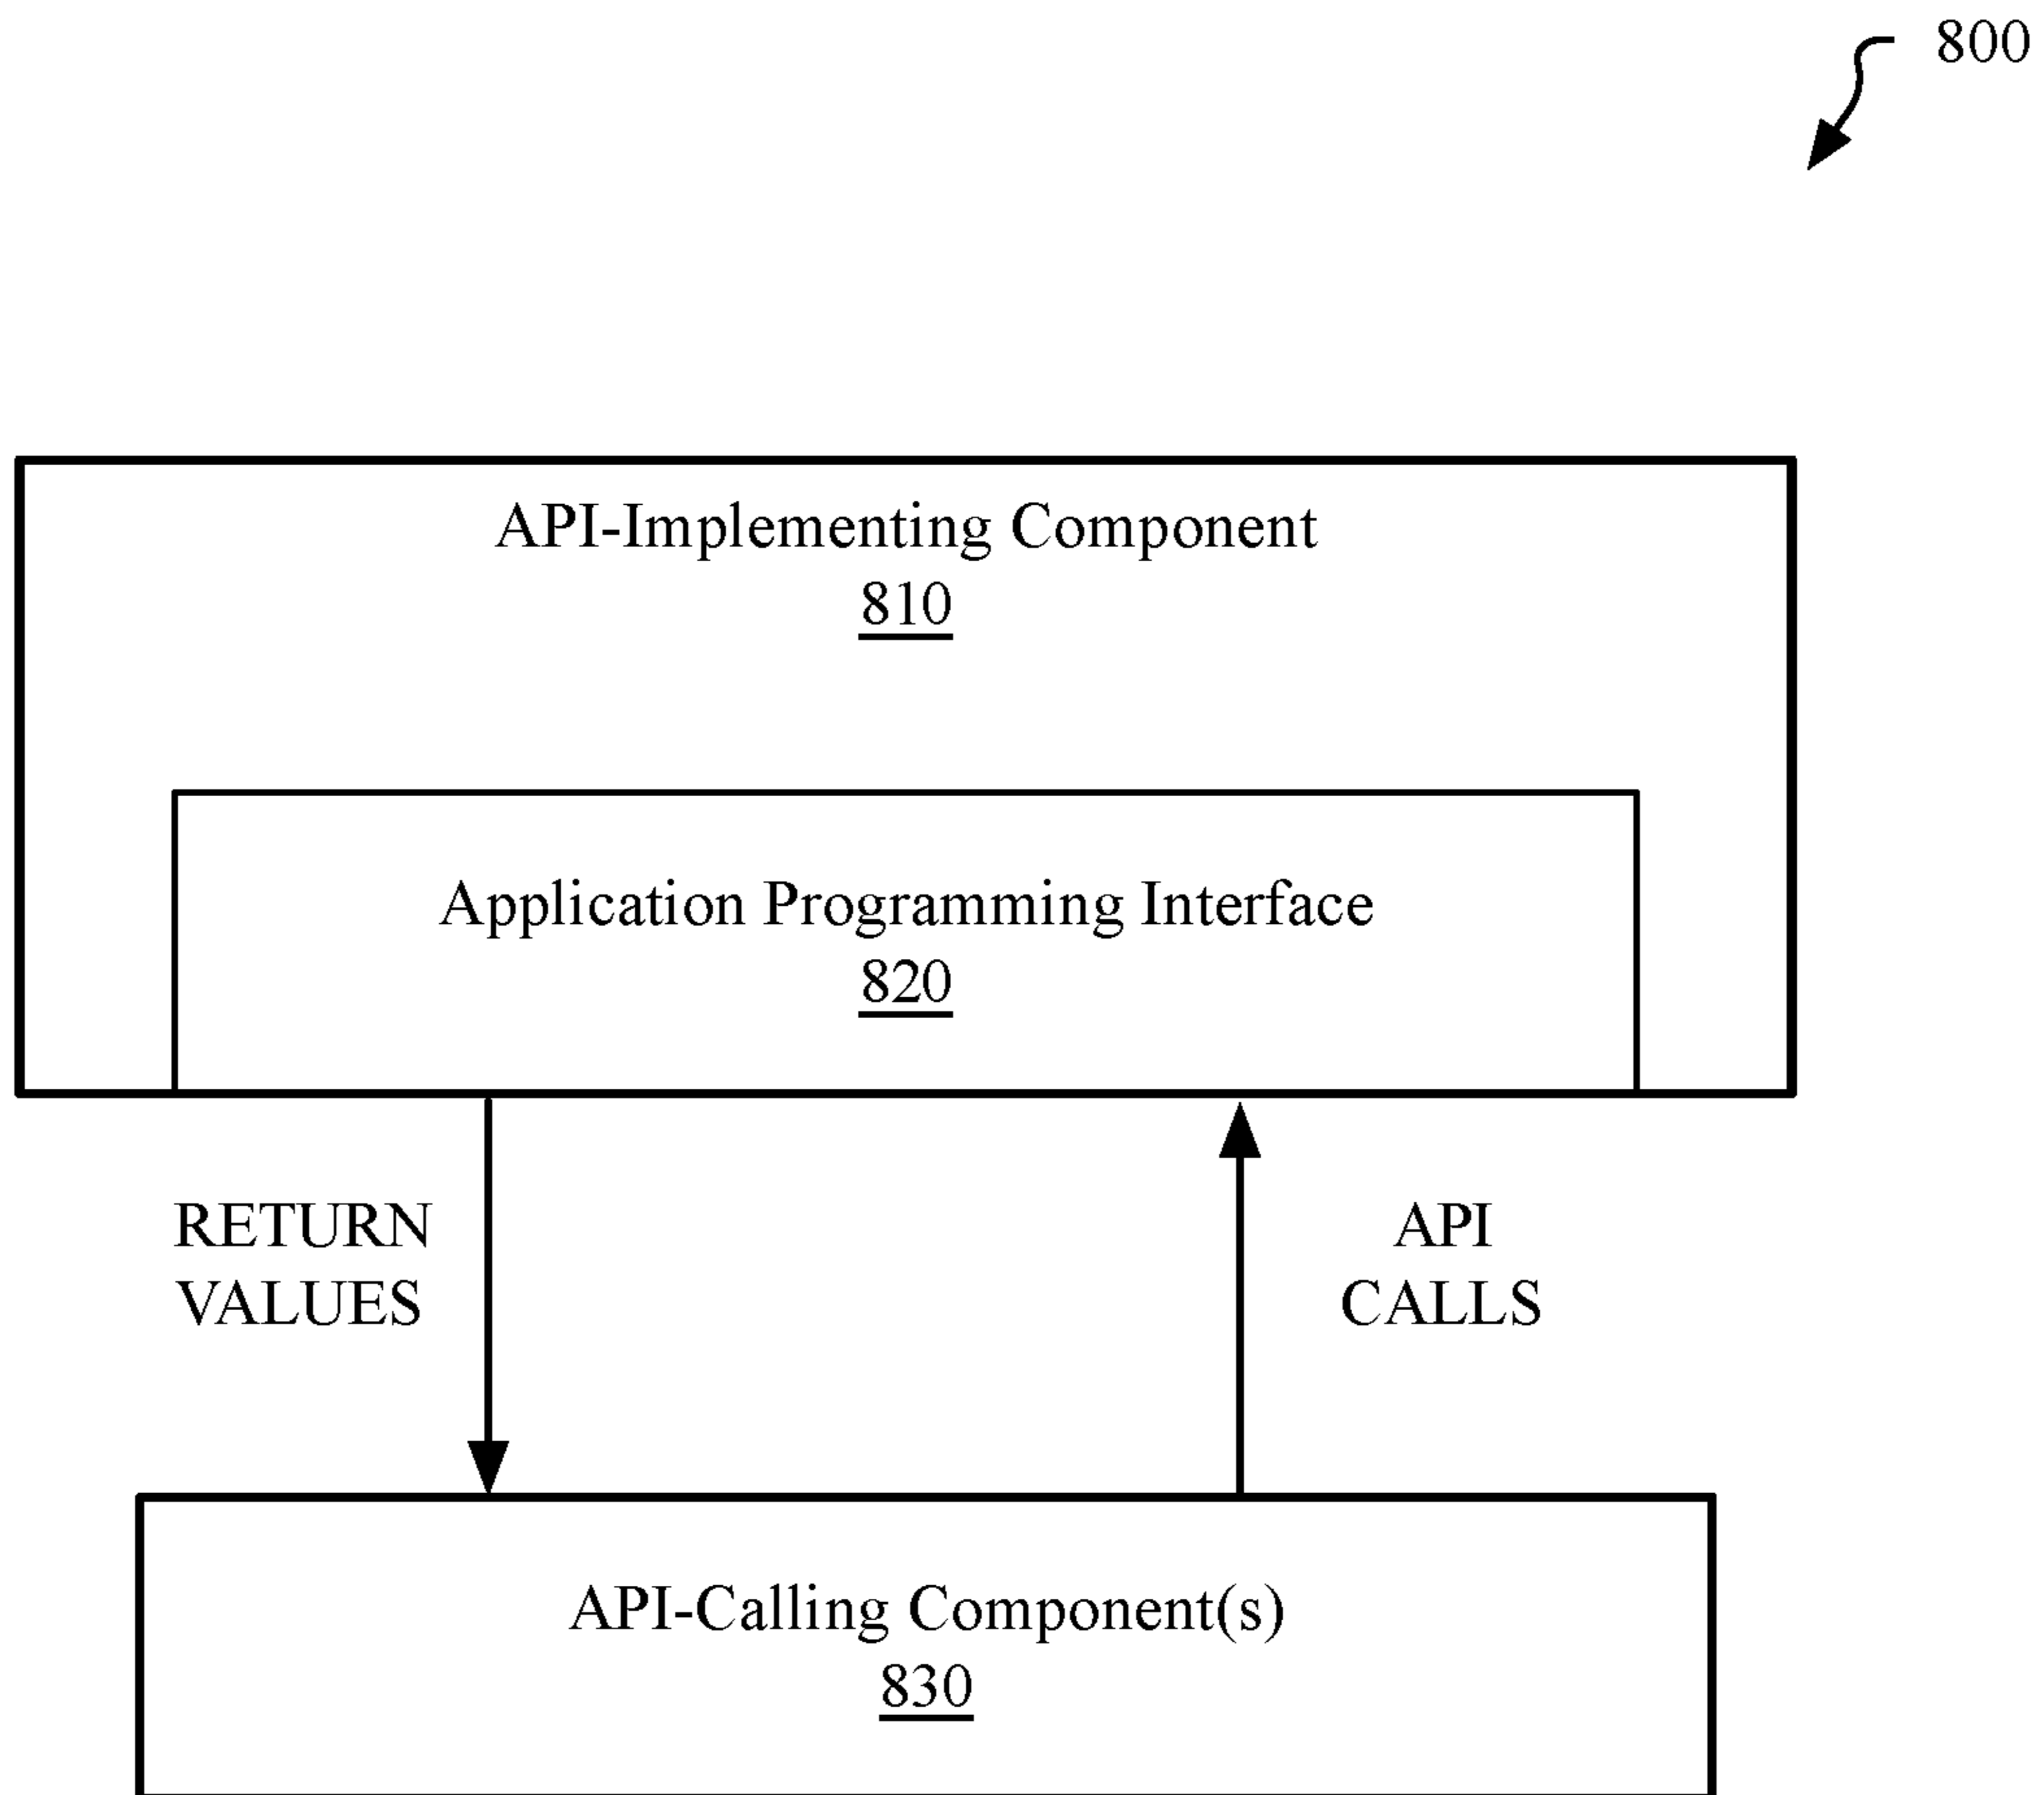 800
API-Implementing Component
810
Application Programming Interface
820
RETURN
VALUES
API
CALLS
API-Calling Component(s)
830